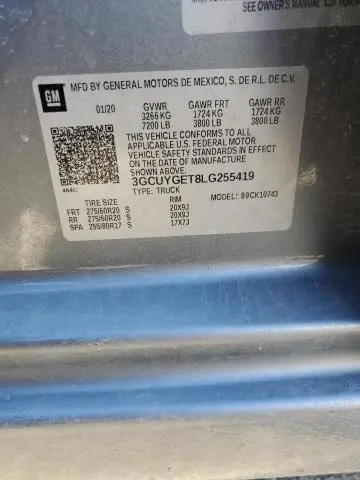 SEE OWNER'S MANUAL
GM
MFD BY GENERAL MOTORS DE MEXICO, S. DE R.L. DE C.V.
01/20 GVWR GAWR FRT GAWR RR
3266 KG 1724 KG 1724 KG
7200 LB 3800 LB 3800 LB
THIS VEHICLE CONFORMS TO ALL
APPLICABLE U.S. FEDERAL MOTOR
VEHICLE SAFETY STANDARDS IN
EFFECT ON THE DATE OF MANUFACTURE
SHOWN ABOVE.
3GCUYGET8LG255419
TYPE: TRUCK MODEL: 89CK10743
464C
TIRE SIZE RIM
FRT 275/60R20 S 20X9J
RR 275/60R20 S 20X9J
SPA 255/80R17 S 17X7J